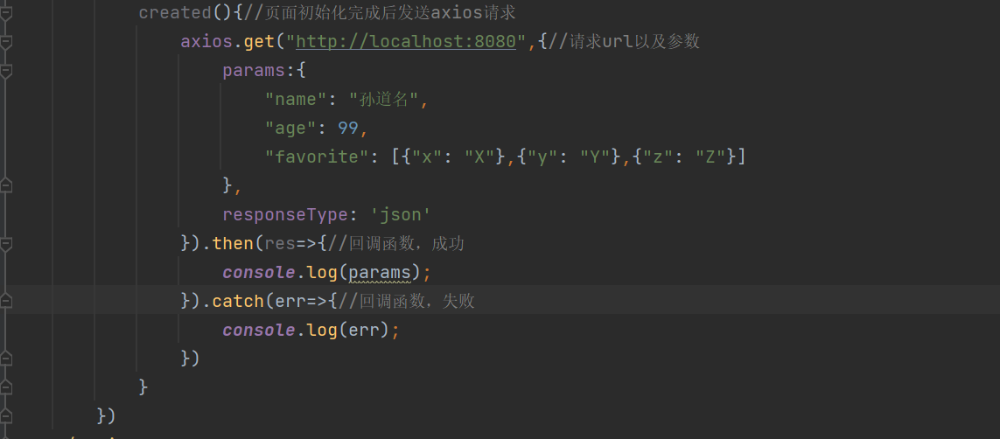 created(){//页面初始化完成后发送axios请求
axios.get("http://localhost:8080",{//请求url以及参数
params:{
"name": "孙道名",
"age": 99,
"favorite": [{"x": "X"},{"y": "Y"},{"z": "Z"}]
},
responseType: 'json'
}).then(res=>{//回调函数，成功
console.log(params);
}).catch(err=>{//回调函数，失败
console.log(err);
})
}
})